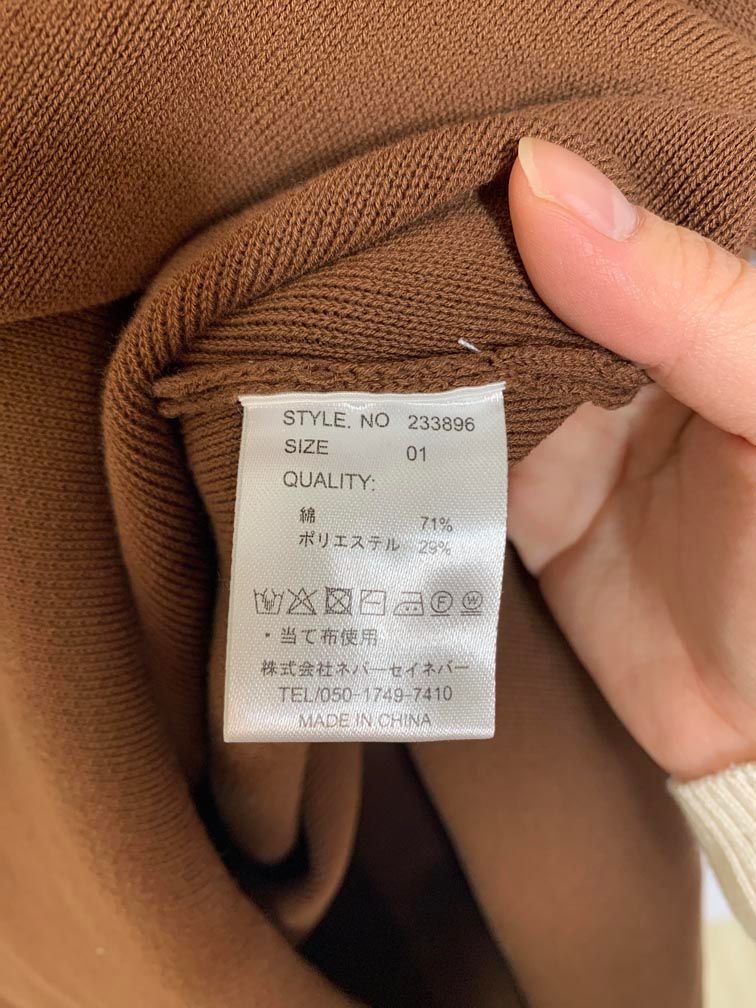 STYLE. NO 233896
SIZE 01
QUALITY:
綿 71%
ポリエステル 29%
・当て布使用
株式会社ネバーセイネバー
TEL/050-1749-7410
MADE IN CHINA